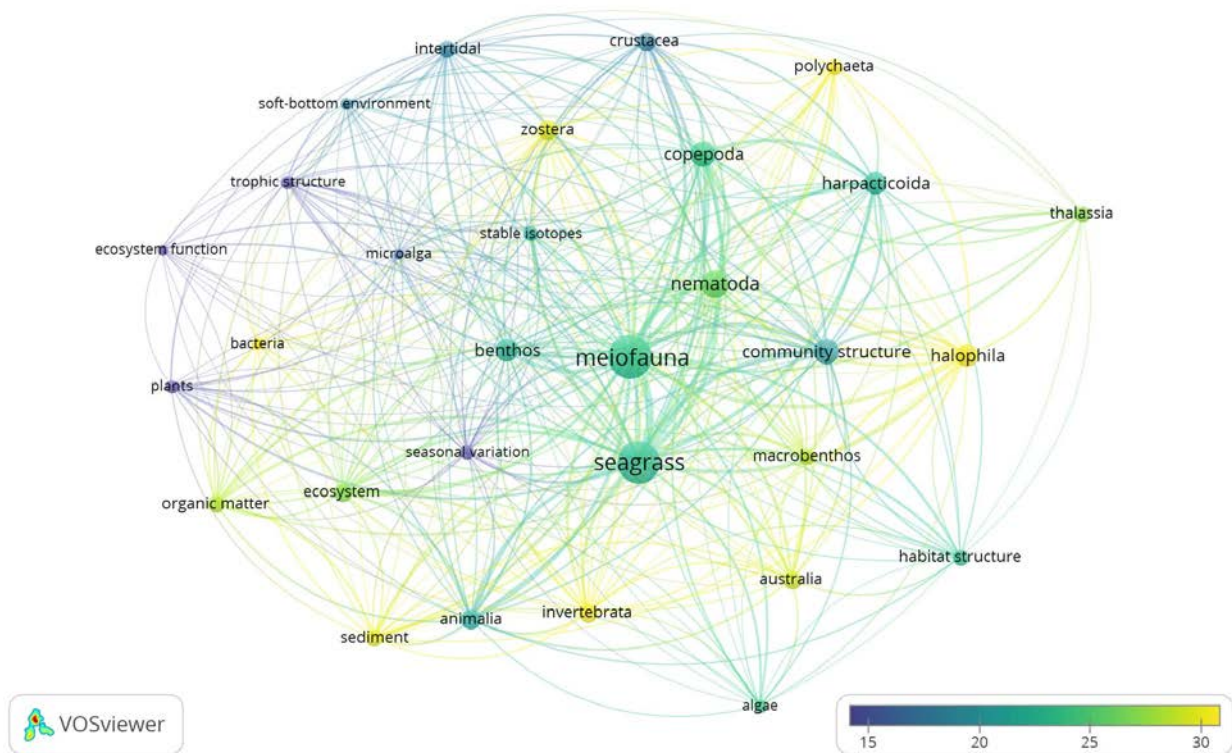 intertidal
crustacea
polychaeta
soft-bottom environment
zostera
copepoda
trophic structure
harpacticoida
thalassia
stable isotopes
ecosystem function
microalga
nematoda
bacteria
benthos
meiofauna
community structure
halophila
plants
seasonal variation
seagrass
macrobenthos
organic matter
ecosystem
habitat structure
australia
animalia
invertebrata
sediment
algae
VOSviewer
15 20 25 30